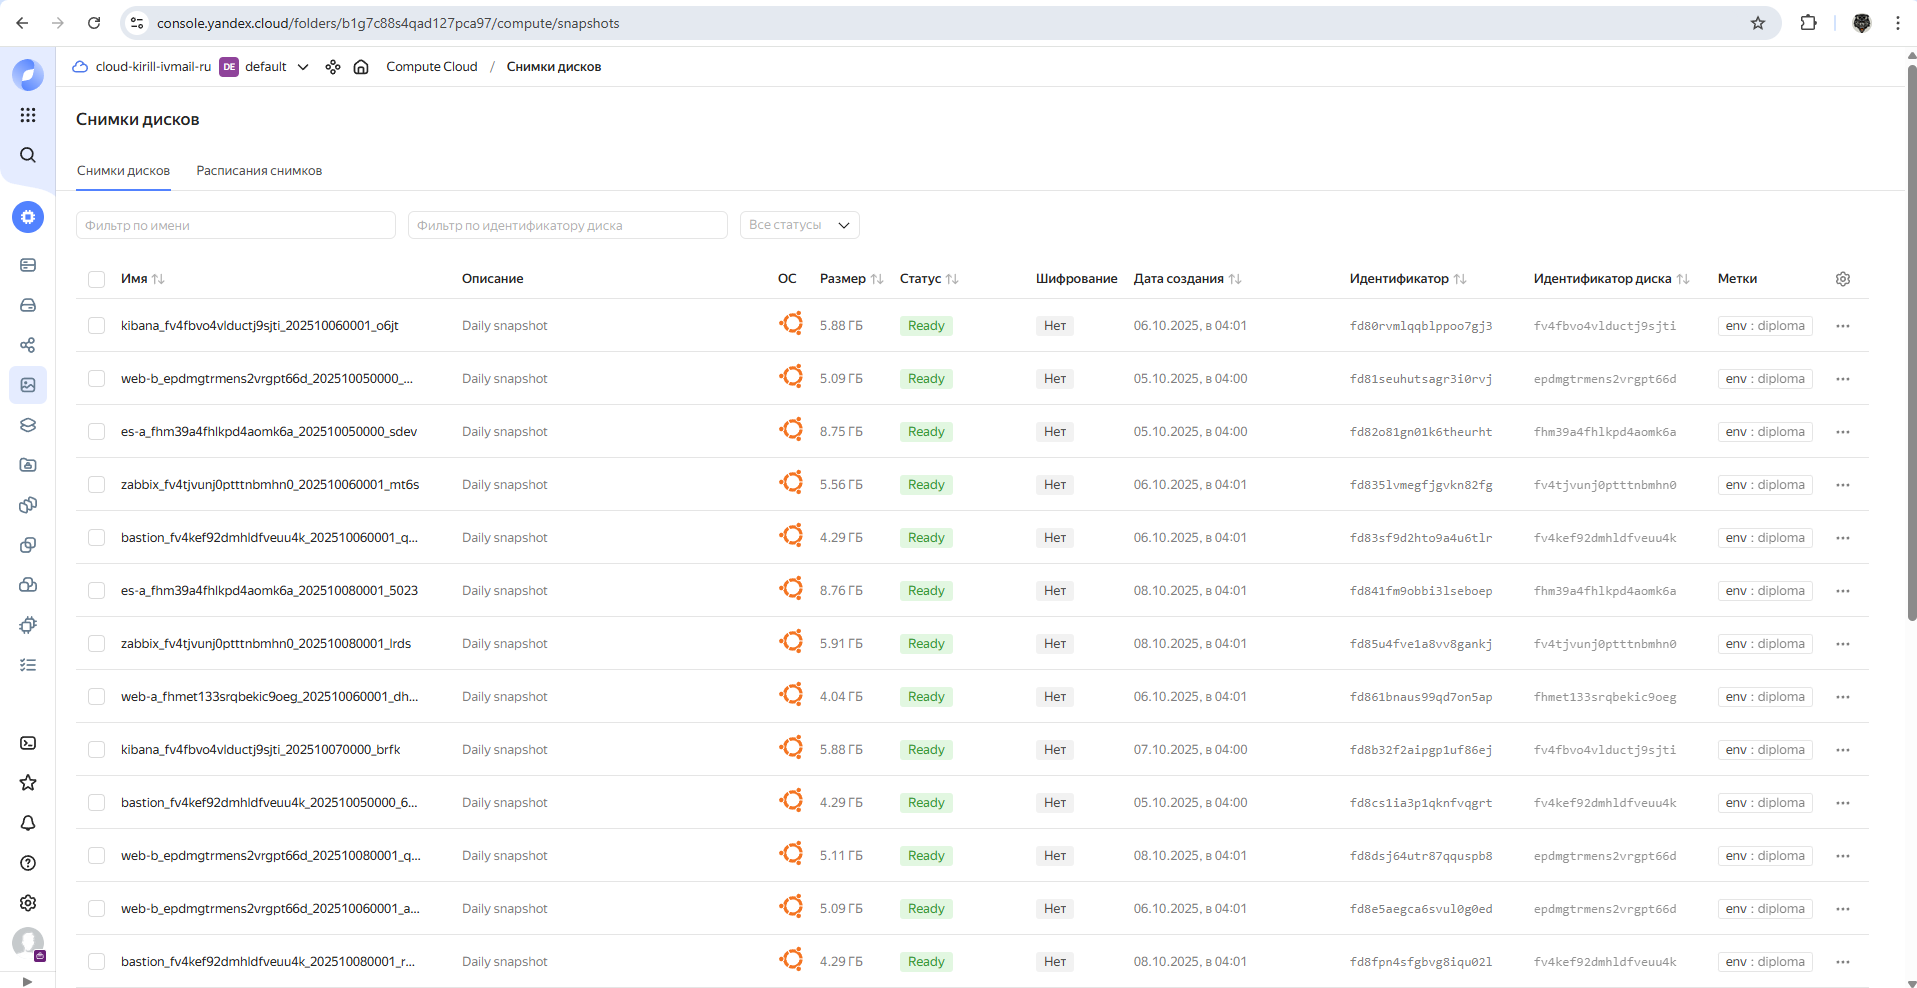 console.yandex.cloud/folders/b1g7c88s4qad127pca97/compute/snapshots
cloud-kirill-ivmail-ru DE default Compute Cloud / Снимки дисков
Снимки дисков
Снимки дисков Расписания снимков
Фильтр по имени Фильтр по идентификатору диска Все статусы
Имя Описание ОС Размер Статус Шифрование Дата создания Идентификатор Идентификатор диска Метки
kibana_fv4fbvo4vlductj9sjti_202510060001_o6jt Daily snapshot 5.88 ГБ Ready Нет 06.10.2025, в 04:01 fd80rvmlqqblppoo7gj3 fv4fbvo4vlductj9sjti env : diploma
web-b_epdmgtrmens2vrgpt66d_202510050000_... Daily snapshot 5.09 ГБ Ready Нет 05.10.2025, в 04:00 fd81seuhutsagr3i0rvj epdmgtrmens2vrgpt66d env : diploma
es-a_fhm39a4fhlkpd4aomk6a_202510050000_sdev Daily snapshot 8.75 ГБ Ready Нет 05.10.2025, в 04:00 fd82o81gn01k6theurht fhm39a4fhlkpd4aomk6a env : diploma
zabbix_fv4tjvunj0ptttnbmhn0_202510060001_mt6s Daily snapshot 5.56 ГБ Ready Нет 06.10.2025, в 04:01 fd835lvmegfjgvkn82fg fv4tjvunj0ptttnbmhn0 env : diploma
bastion_fv4kef92dmhldfveuu4k_202510060001_q... Daily snapshot 4.29 ГБ Ready Нет 06.10.2025, в 04:01 fd83sf9d2hto9a4u6tlr fv4kef92dmhldfveuu4k env : diploma
es-a_fhm39a4fhlkpd4aomk6a_202510080001_5023 Daily snapshot 8.76 ГБ Ready Нет 08.10.2025, в 04:01 fd841fm9obbi3lseboep fhm39a4fhlkpd4aomk6a env : diploma
zabbix_fv4tjvunj0ptttnbmhn0_202510080001_lrds Daily snapshot 5.91 ГБ Ready Нет 08.10.2025, в 04:01 fd85u4fve1a8vv8gankj fv4tjvunj0ptttnbmhn0 env : diploma
web-a_fhmet133srqbekic9oeg_202510060001_dh... Daily snapshot 4.04 ГБ Ready Нет 06.10.2025, в 04:01 fd861bnaus99qd7on5ap fhmet133srqbekic9oeg env : diploma
kibana_fv4fbvo4vlductj9sjti_202510070000_brfk Daily snapshot 5.88 ГБ Ready Нет 07.10.2025, в 04:00 fd8b32f2aipgp1uf86ej fv4fbvo4vlductj9sjti env : diploma
bastion_fv4kef92dmhldfveuu4k_202510050000_6... Daily snapshot 4.29 ГБ Ready Нет 05.10.2025, в 04:00 fd8cs1ia3p1qknfvqgrt fv4kef92dmhldfveuu4k env : diploma
web-b_epdmgtrmens2vrgpt66d_202510080001_q... Daily snapshot 5.11 ГБ Ready Нет 08.10.2025, в 04:01 fd8dsj64utr87qquspb8 epdmgtrmens2vrgpt66d env : diploma
web-b_epdmgtrmens2vrgpt66d_202510060001_a... Daily snapshot 5.09 ГБ Ready Нет 06.10.2025, в 04:01 fd8e5aegca6svul0g0ed epdmgtrmens2vrgpt66d env : diploma
bastion_fv4kef92dmhldfveuu4k_202510080001_r... Daily snapshot 4.29 ГБ Ready Нет 08.10.2025, в 04:01 fd8fpn4sfgbvg8iqu02l fv4kef92dmhldfveuu4k env : diploma